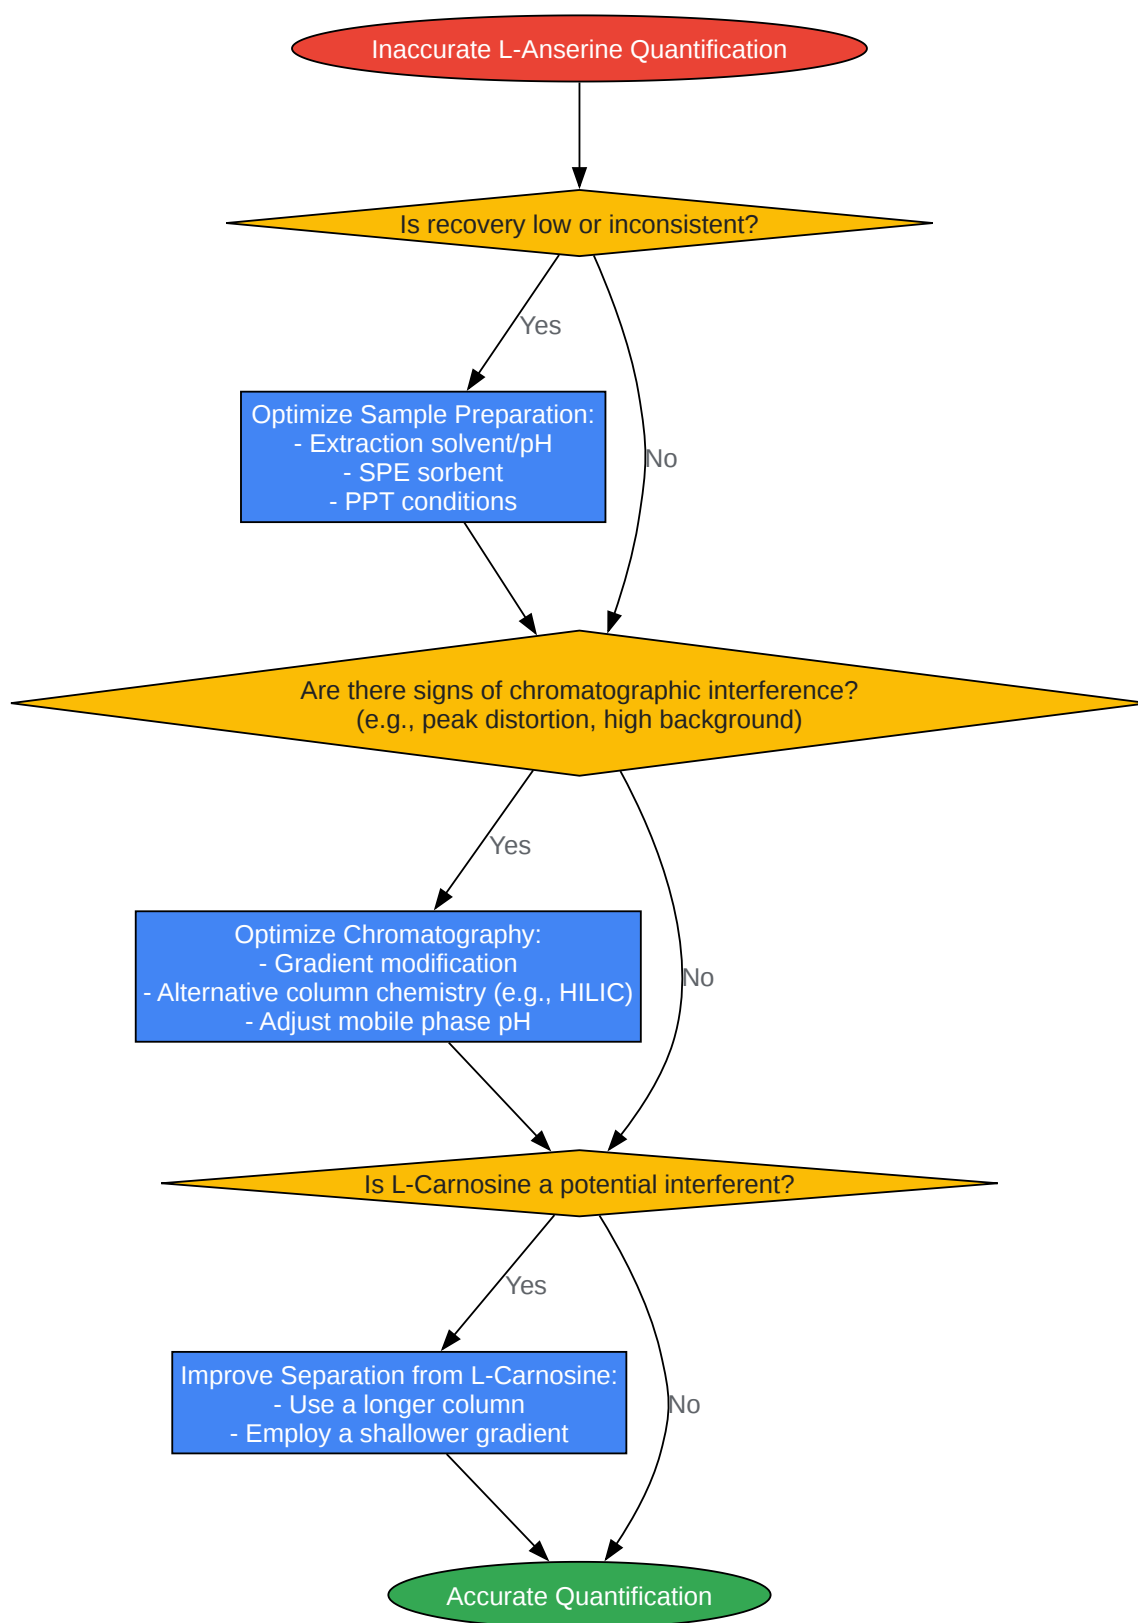 Inaccurate L-Anserine Quantification
Is recovery low or inconsistent?
Yes
Optimize Sample Preparation:
- Extraction solvent/pH
- SPE sorbent
- PPT conditions
No
Are there signs of chromatographic interference?
(e.g., peak distortion, high background)
Yes
Optimize Chromatography:
- Gradient modification
- Alternative column chemistry (e.g., HILIC)
- Adjust mobile phase pH
No
Is L-Carnosine a potential interferent?
Yes
Improve Separation from L-Carnosine:
- Use a longer column
- Employ a shallower gradient
No
Accurate Quantification